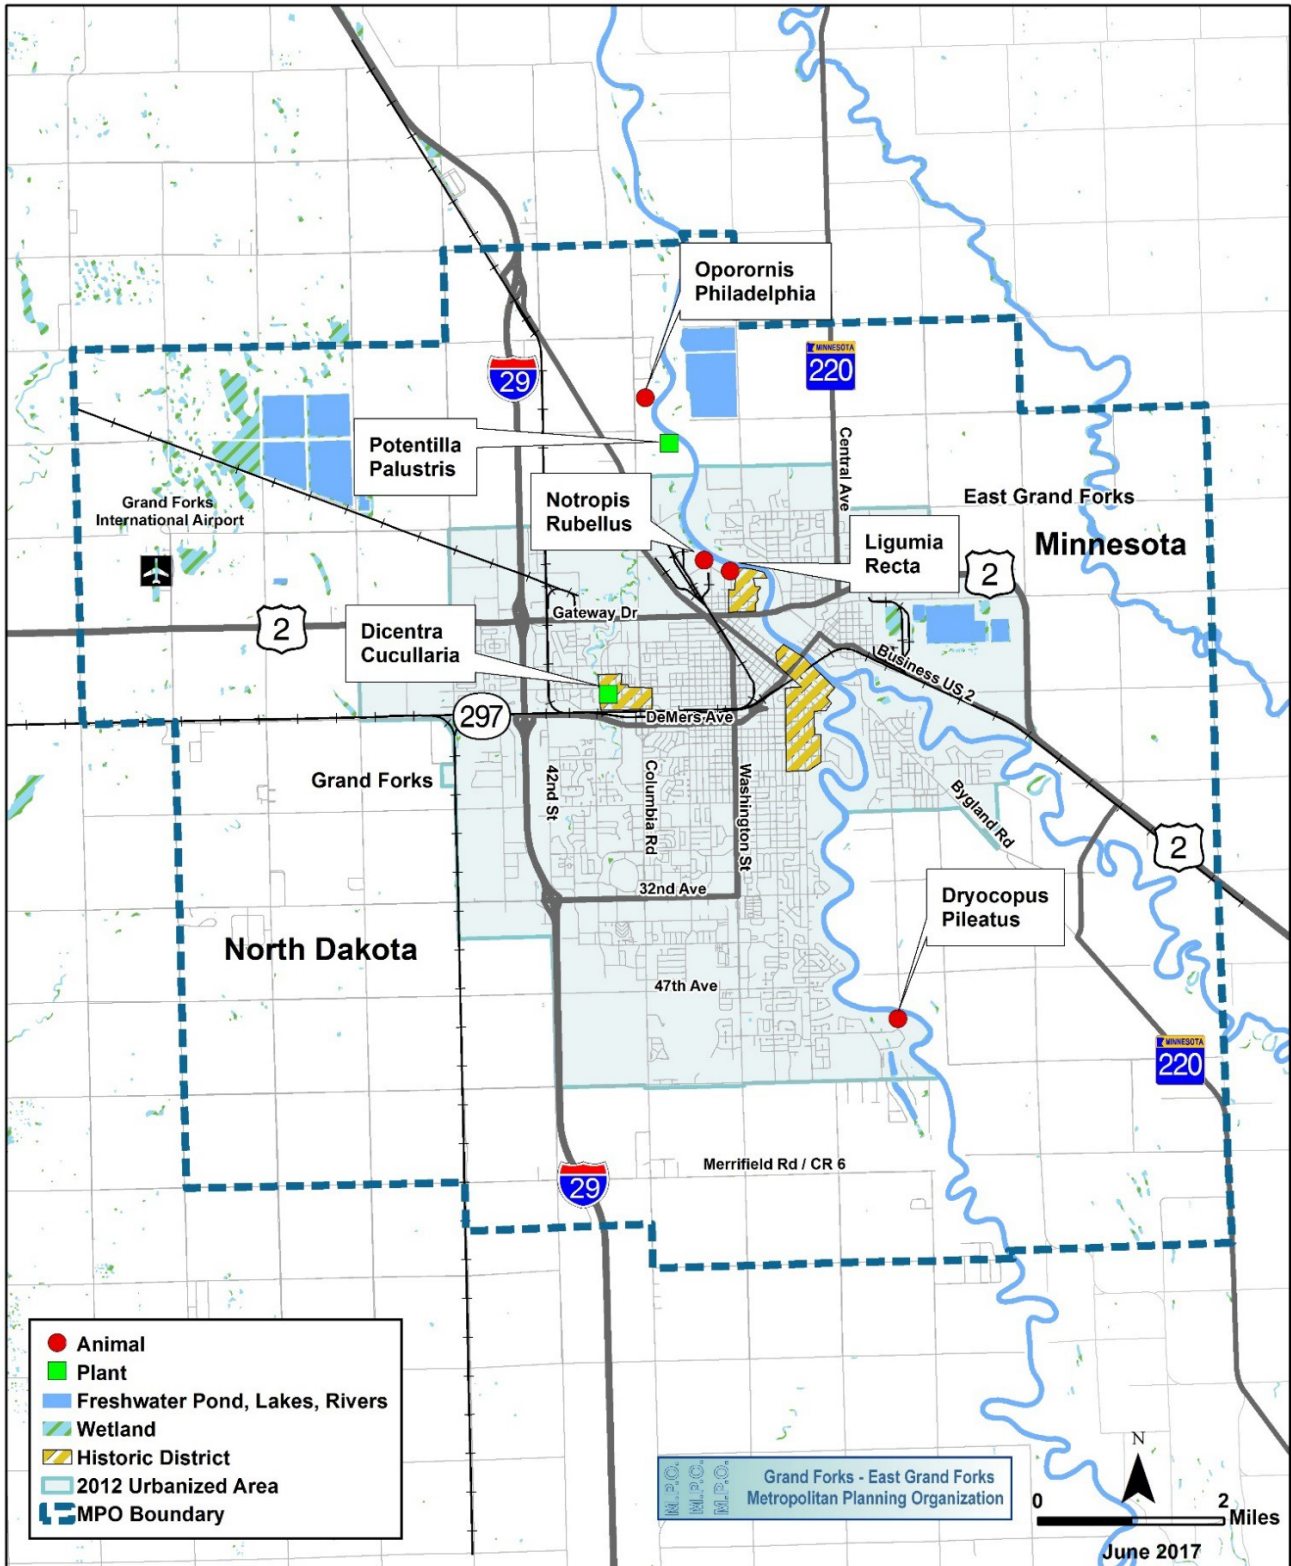 Oporornis
Philadelphia
29
MINNESOTA
220
Potentilla
Palustris
Central Ave
Notropis
Rubellus
East Grand Forks
Grand Forks
International Airport
Ligumia
Recta
Minnesota
2
2
Gateway Dr
Dicentra
Cucullaria
Business US 2
297
DeMers Ave
Grand Forks
42nd St
Columbia Rd
Washington St
Bygland Rd
2
32nd Ave
Dryocopus
Pileatus
North Dakota
47th Ave
MINNESOTA
220
Merrifield Rd / CR 6
29
Animal
Plant
Freshwater Pond, Lakes, Rivers
Wetland
Historic District
2012 Urbanized Area
MPO Boundary
M.P.O.
M.P.O.
M.P.O.
Grand Forks - East Grand Forks
Metropolitan Planning Organization
N
0 2
Miles
June 2017